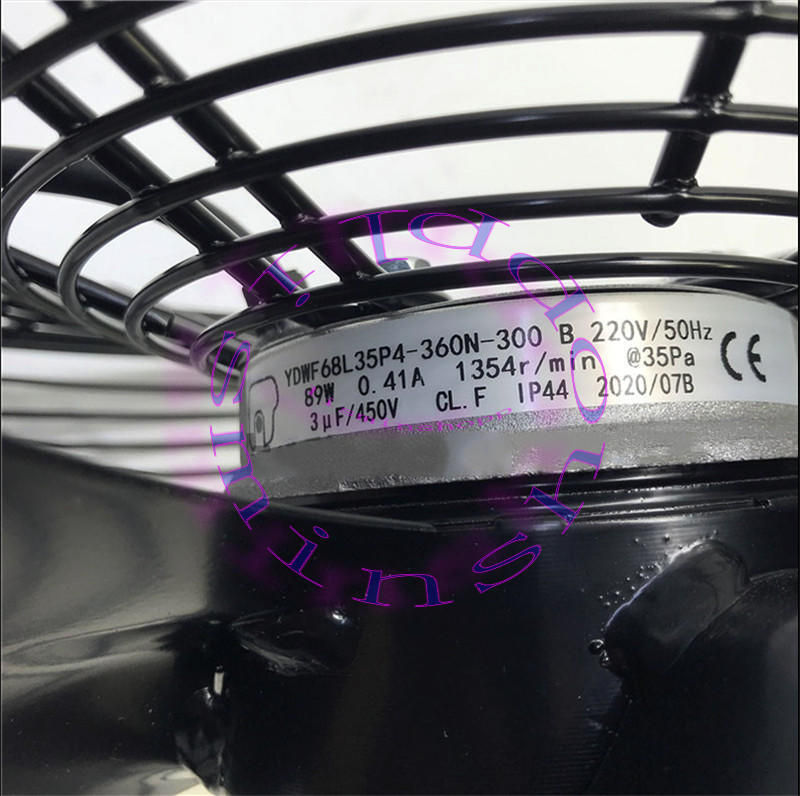 YDWF68L35P4-360N-300 B 220V/50Hz
89W 0.41A 1354r/min @35Pa
3μF/450V CL.F IP44 2020/07B
CE